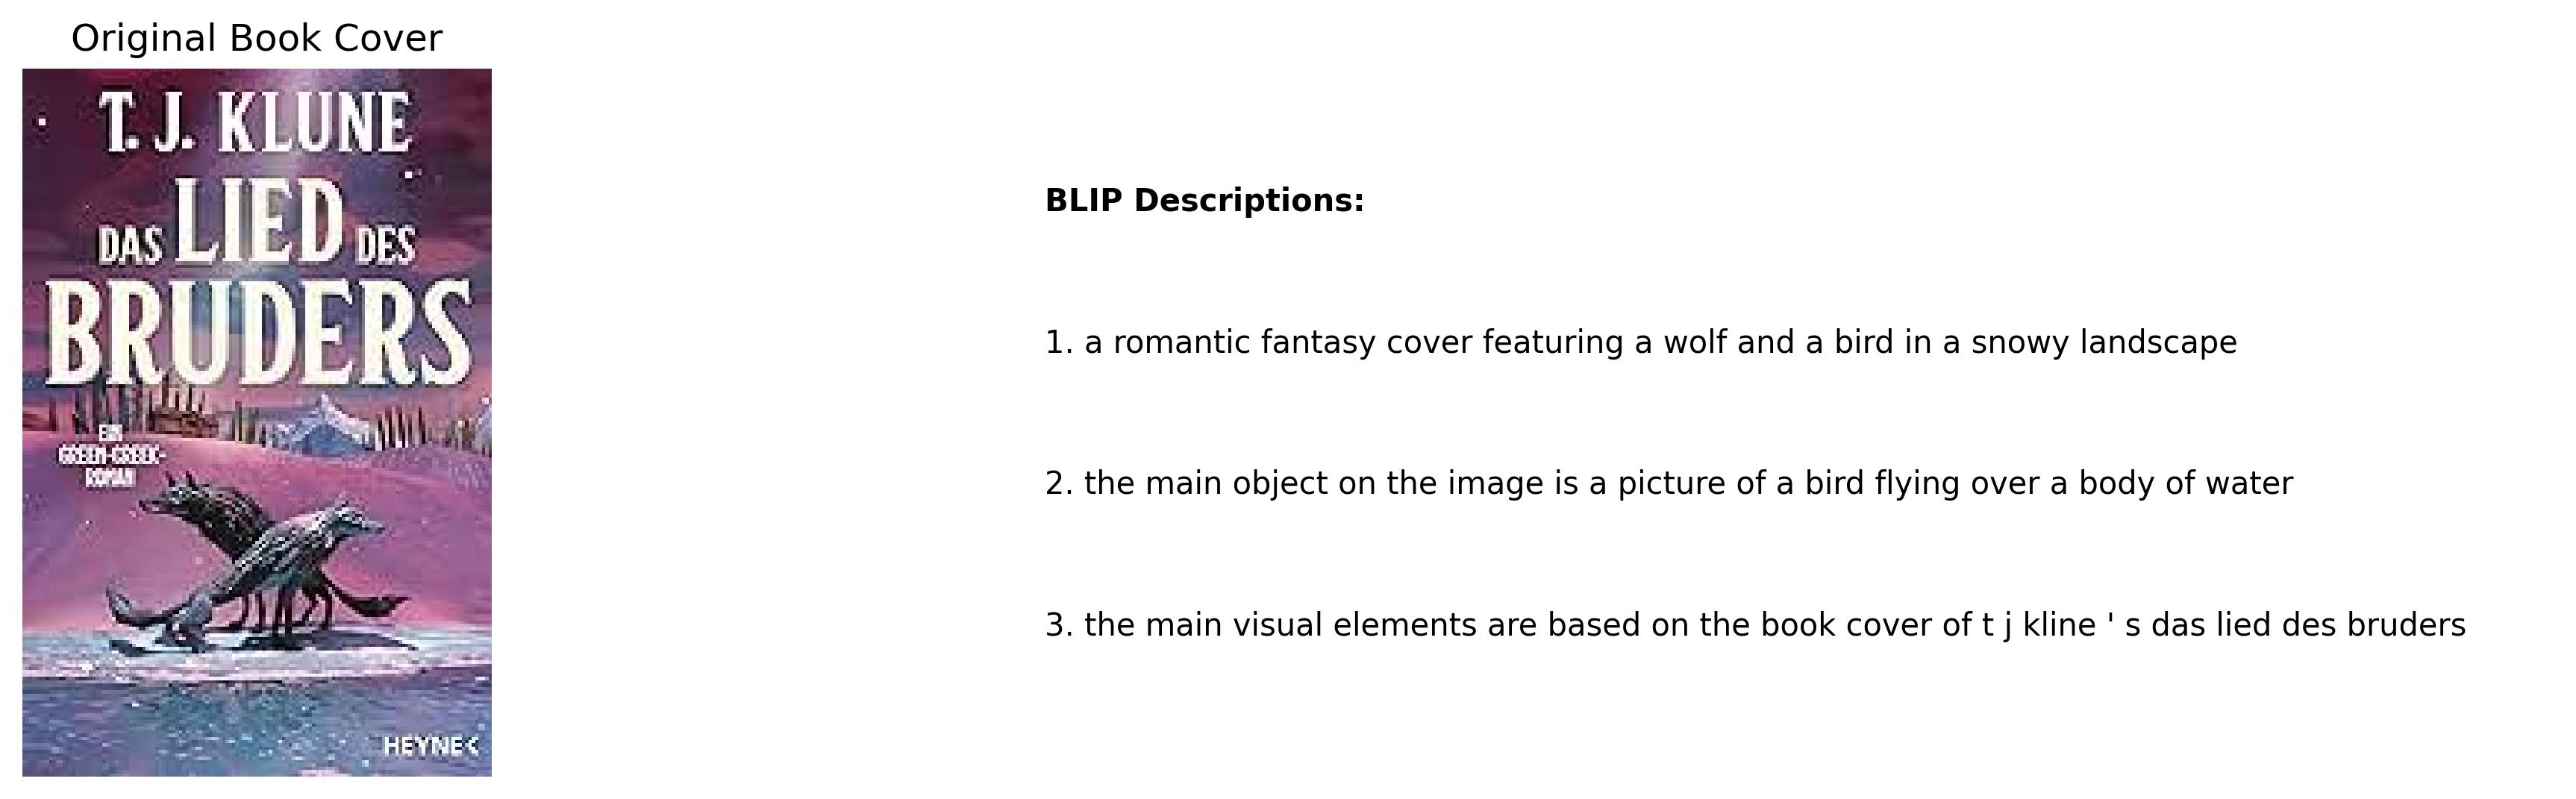 Original Book Cover
T. J. KLUNE
DAS LIED DES
BRUDERS
EIN
GREEN-CREEK-
ROMAN
HEYNE<
BLIP Descriptions:
1. a romantic fantasy cover featuring a wolf and a bird in a snowy landscape
2. the main object on the image is a picture of a bird flying over a body of water
3. the main visual elements are based on the book cover of t j kline ' s das lied des bruders